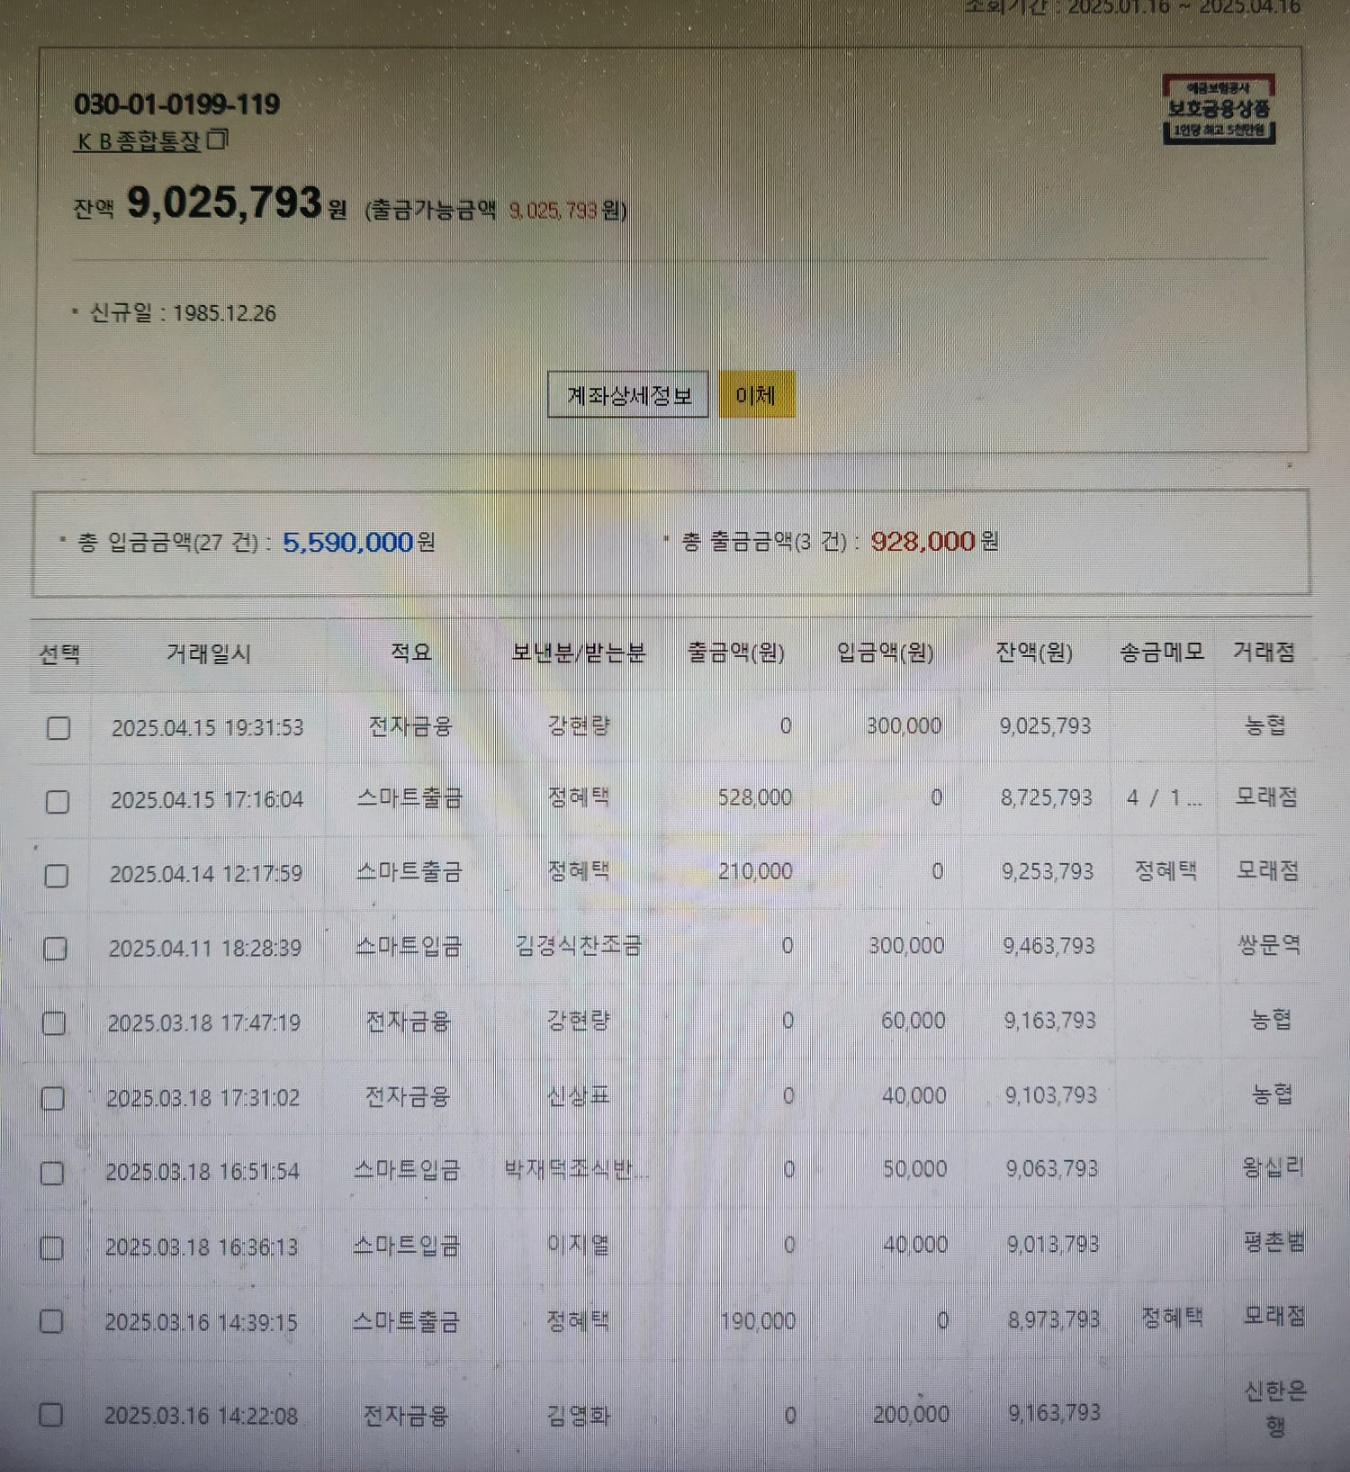 조회기간 : 2025.01.16 ~ 2025.04.16
030-01-0199-119
예금보험공사
보호금융상품
1인당 최고 5천만원
KB종합통장
잔액 9,025,793원 (출금가능금액 9,025,793원)
신규일 : 1985.12.26
계좌상세정보 이체
총 입금금액(27 건) : 5,590,000원 총 출금금액(3 건) : 928,000원
선택 거래일시 적요 보낸분/받는분 출금액(원) 입금액(원) 잔액(원) 송금메모 거래점
2025.04.15 19:31:53 전자금융 강현량 0 300,000 9,025,793 농협
2025.04.15 17:16:04 스마트출금 정혜택 528,000 0 8,725,793 4 / 1... 모래점
2025.04.14 12:17:59 스마트출금 정혜택 210,000 0 9,253,793 정혜택 모래점
2025.04.11 18:28:39 스마트입금 김경식찬조금 0 300,000 9,463,793 쌍문역
2025.03.18 17:47:19 전자금융 강현량 0 60,000 9,163,793 농협
2025.03.18 17:31:02 전자금융 신상표 0 40,000 9,103,793 농협
2025.03.18 16:51:54 스마트입금 박재덕조식반... 0 50,000 9,063,793 왕십리
2025.03.18 16:36:13 스마트입금 이지열 0 40,000 9,013,793 평촌범
2025.03.16 14:39:15 스마트출금 정혜택 190,000 0 8,973,793 정혜택 모래점
2025.03.16 14:22:08 전자금융 김영화 0 200,000 9,163,793 신한은
행